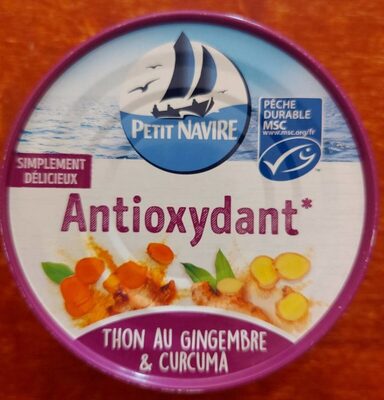 PETIT NAVIRE
PÊCHE
DURABLE
MSC
www.msc.org/fr
SIMPLEMENT
DÉLICIEUX
Antioxydant*
THON AU GINGEMBRE
& CURCUMA